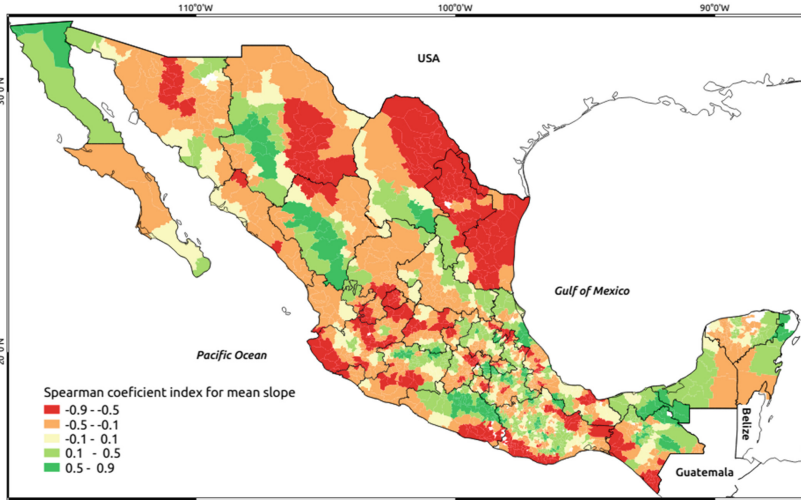 110°0'W 100°0'W 90°0'W
USA
Gulf of Mexico
Pacific Ocean
Spearman coeficient index for mean slope
-0.9 - -0.5
-0.5 - -0.1
-0.1 - 0.1
0.1 - 0.5
0.5 - 0.9
Belize
Guatemala